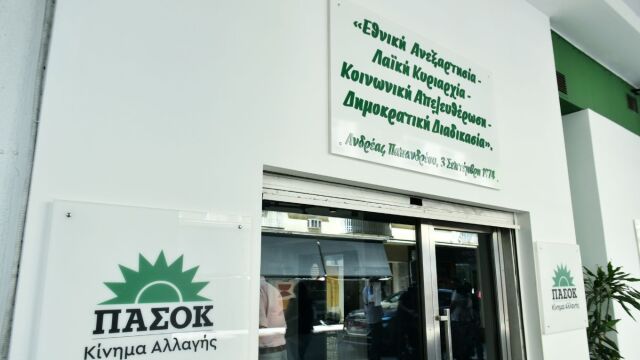 «Εθνική Ανεξαρτησία -
Λαϊκή Κυριαρχία -
Κοινωνική Απελευθέρωση -
Δημοκρατική Διαδικασία».
Ανδρέας Παπανδρέου, 3 Σεπτέμβρη 1974
ΠΑΣΟΚ
Κίνημα Αλλαγής
ΠΑΣΟΚ
Κίνημα Αλλαγής